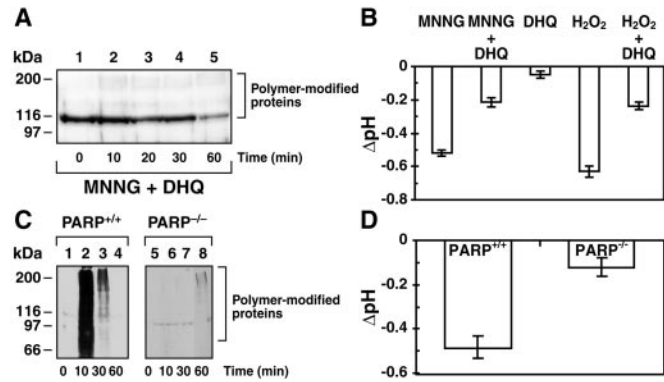 A
kDa
1 2 3 4 5
200
116
97
Polymer-modified
proteins
0 10 20 30 60 Time (min)
MNNG + DHQ
B
MNNG MNNG + DHQ DHQ H₂O₂ H₂O₂ + DHQ
0
-0.2
-0.4
-0.6
-0.8
ΔpH
C
PARP⁺/⁺ PARP⁻/⁻
kDa
1 2 3 4 5 6 7 8
200
116
97
66
Polymer-modified
proteins
0 10 30 60 0 10 30 60 Time (min)
D
0
-0.2
-0.4
-0.6
ΔpH
PARP⁺/⁺ PARP⁻/⁻